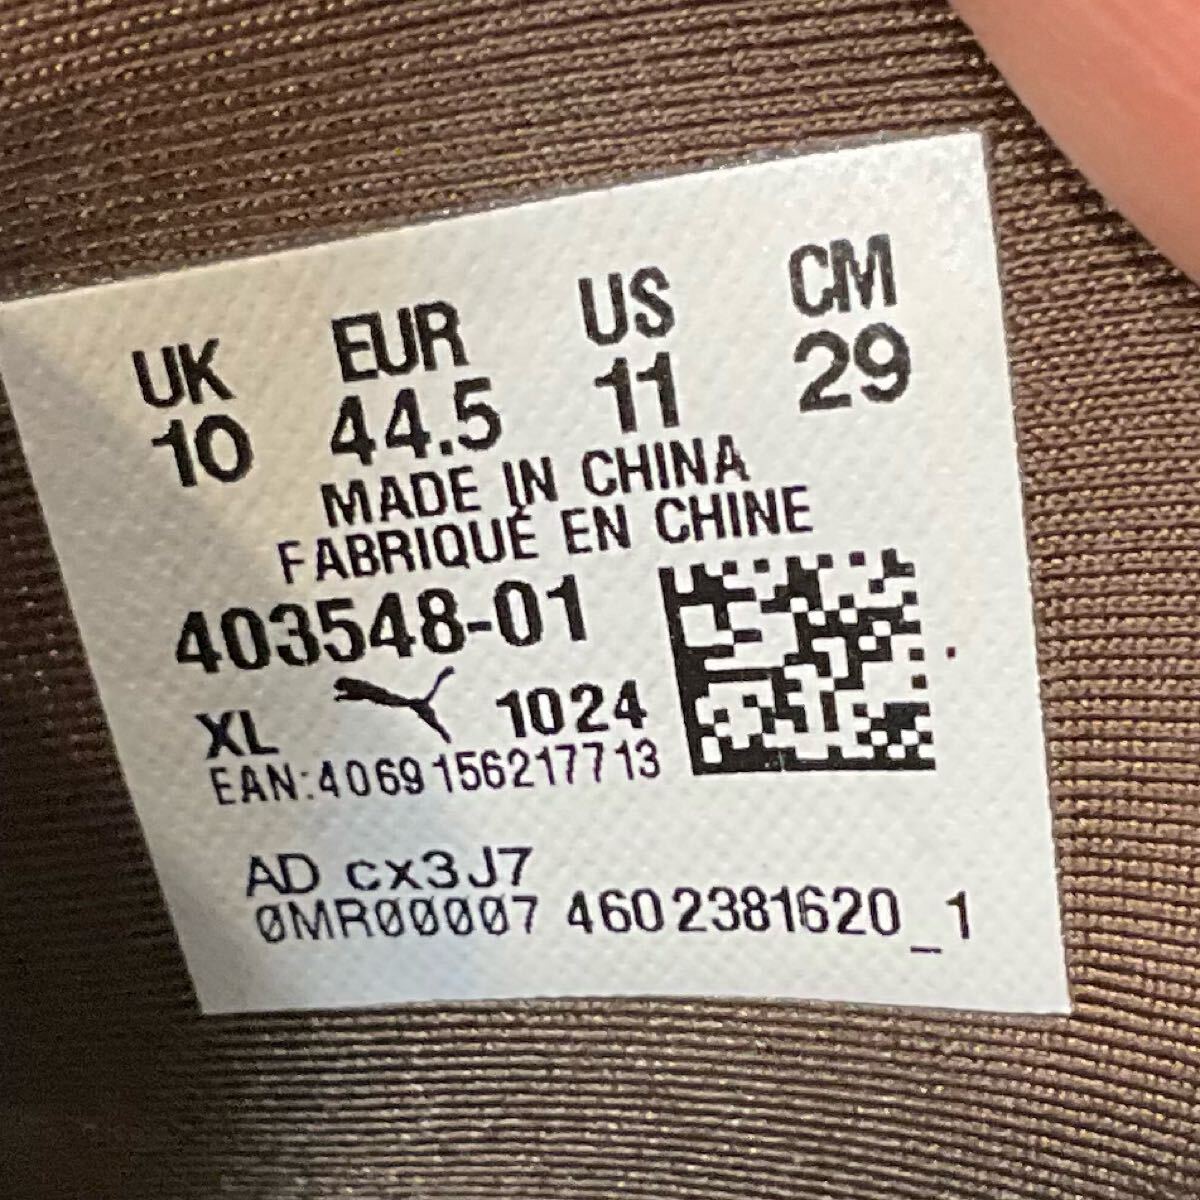 UK EUR US CM
10 44.5 11 29
MADE IN CHINA
FABRIQUÉ EN CHINE
403548-01
XL 1024
EAN:4069156217713
AD cx3J7
0MR00007 4602381620_1